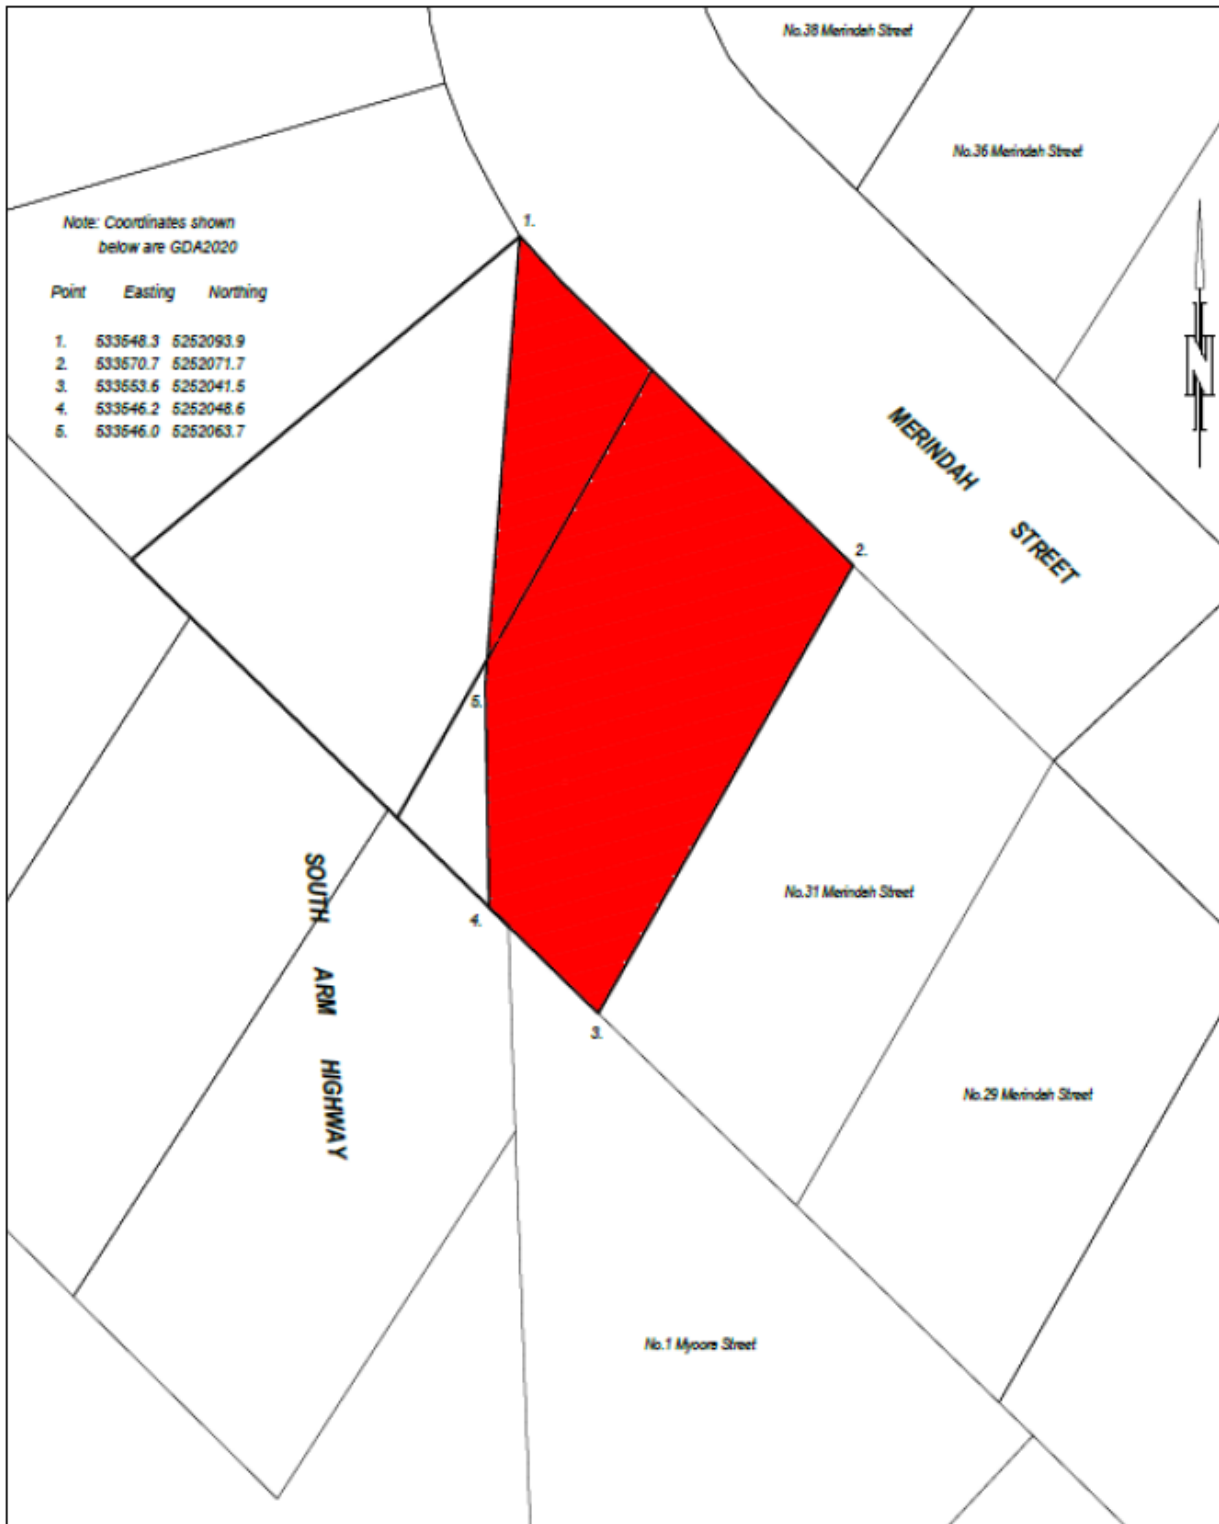 No.38 Merindah Street
No.36 Merindah Street
Note: Coordinates shown
below are GDA2020
Point Easting Northing
1. 533548.3 5252093.9
2. 533570.7 5252071.7
3. 533553.6 5252041.5
4. 533546.2 5252048.6
5. 533546.0 5252063.7
1.
N
MERINDAH STREET
2.
5.
No.31 Merindah Street
SOUTH ARM HIGHWAY
4.
3.
No.29 Merindah Street
No.1 Myoora Street